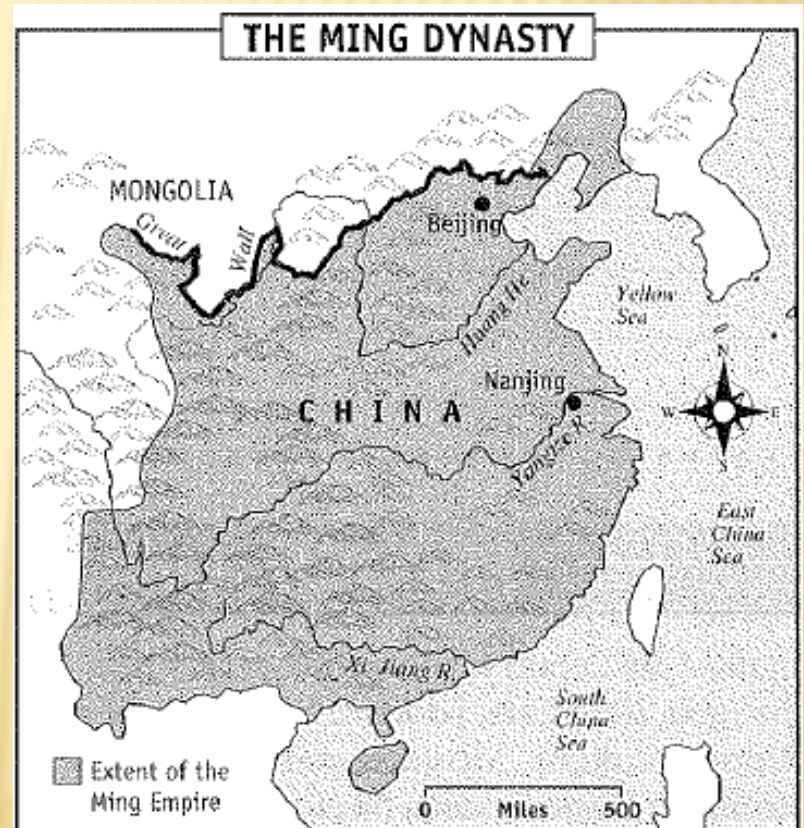 THE MING DYNASTY
MONGOLIA
Great
Wall
Beijing
Huang He
Yellow
Sea
Nanjing
N
W
E
S
CHINA
Yangtze R.
East
China
Sea
Xi Jiang R.
South
China
Sea
Extent of the
Ming Empire
0 Miles 500